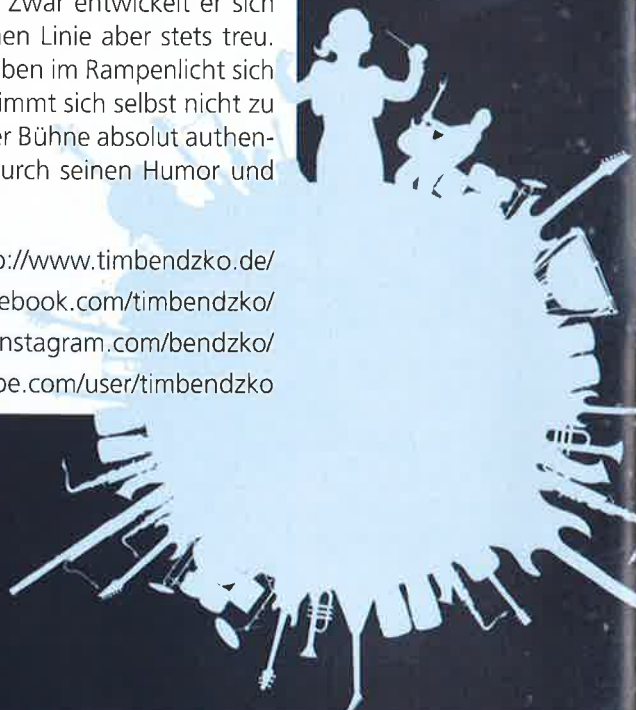 Zwar entwickelt er sich
en Linie aber stets treu.
ben im Rampenlicht sich
immt sich selbst nicht zu
er Bühne absolut authen-
urch seinen Humor und
p://www.timbendzko.de/
ebook.com/timbendzko/
nstagram.com/bendzko/
be.com/user/timbendzko